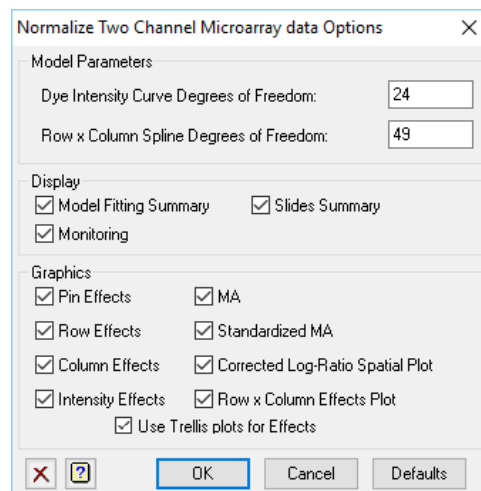 Normalize Two Channel Microarray data Options
Model Parameters
Dye Intensity Curve Degrees of Freedom: 24
Row x Column Spline Degrees of Freedom: 49
Display
Model Fitting Summary Slides Summary
Monitoring
Graphics
Pin Effects MA
Row Effects Standardized MA
Column Effects Corrected Log-Ratio Spatial Plot
Intensity Effects Row x Column Effects Plot
Use Trellis plots for Effects
? OK Cancel Defaults